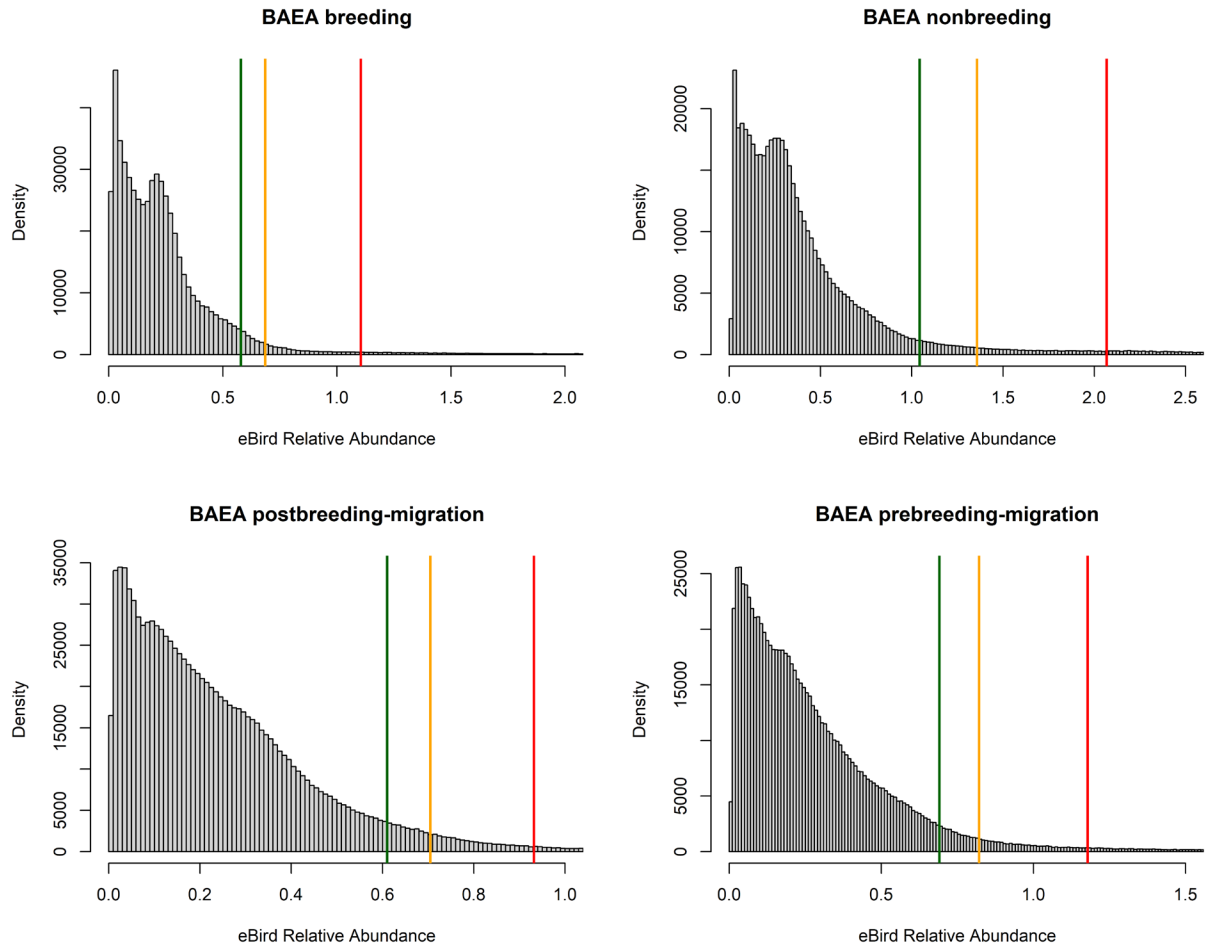 BAEA breeding
Density
0
10000
30000
0.0 0.5 1.0 1.5 2.0
eBird Relative Abundance
BAEA nonbreeding
Density
0
5000
10000
20000
0.0 0.5 1.0 1.5 2.0 2.5
eBird Relative Abundance
BAEA postbreeding-migration
Density
0
5000
15000
25000
35000
0.0 0.2 0.4 0.6 0.8 1.0
eBird Relative Abundance
BAEA prebreeding-migration
Density
0
5000
15000
25000
0.0 0.5 1.0 1.5
eBird Relative Abundance